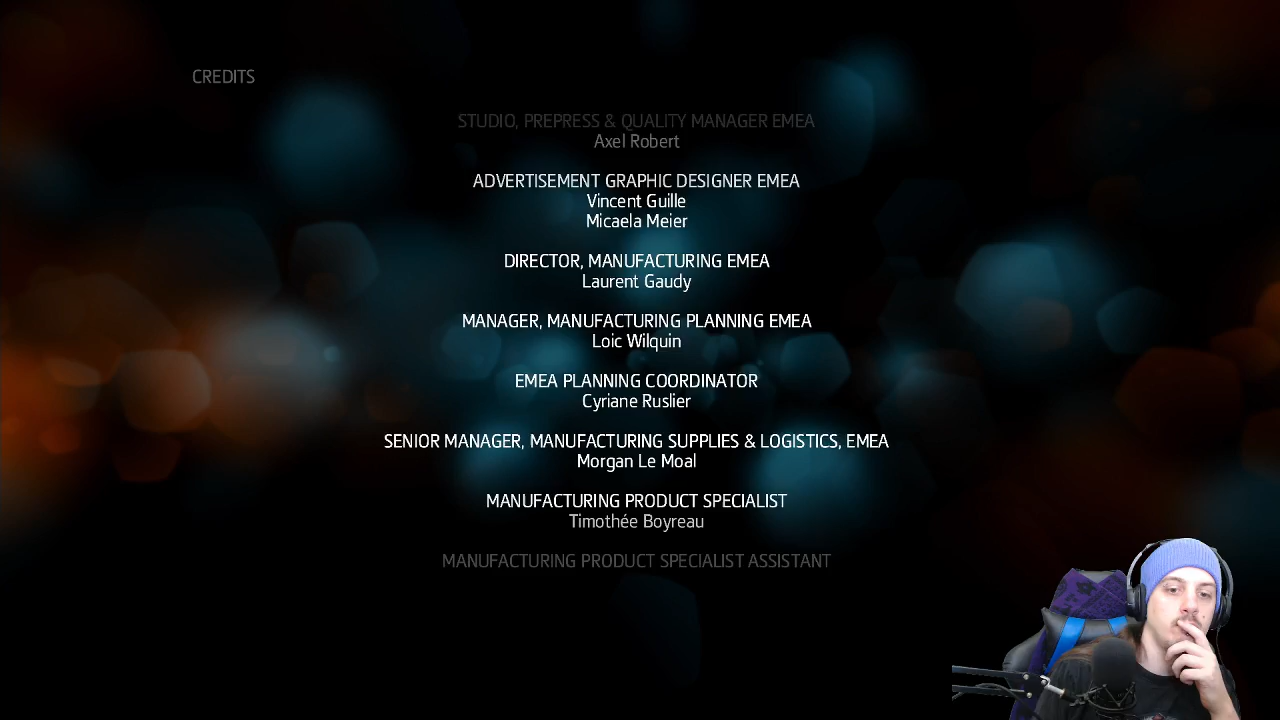 CREDITS
STUDIO, PREPRESS & QUALITY MANAGER EMEA
Axel Robert
ADVERTISEMENT GRAPHIC DESIGNER EMEA
Vincent Guille
Micaela Meier
DIRECTOR, MANUFACTURING EMEA
Laurent Gaudy
MANAGER, MANUFACTURING PLANNING EMEA
Loic Wilquin
EMEA PLANNING COORDINATOR
Cyriane Ruslier
SENIOR MANAGER, MANUFACTURING SUPPLIES & LOGISTICS, EMEA
Morgan Le Moal
MANUFACTURING PRODUCT SPECIALIST
Timothée Boyreau
MANUFACTURING PRODUCT SPECIALIST ASSISTANT